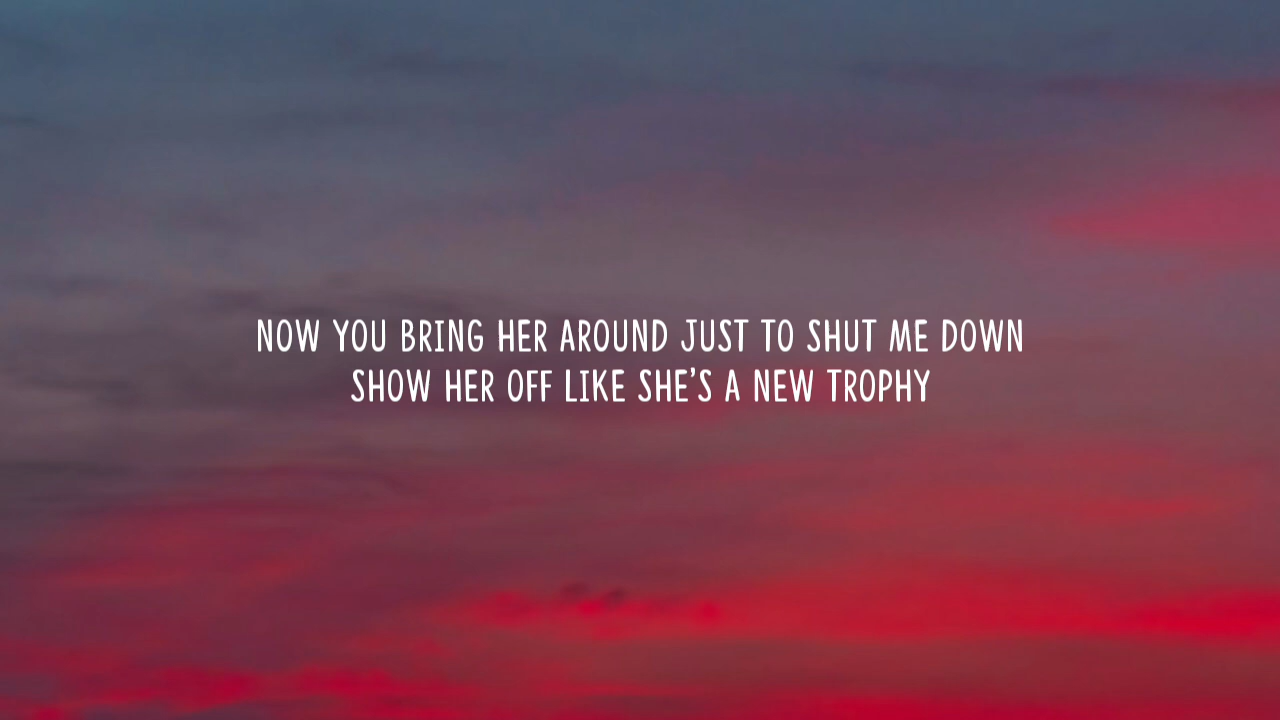 NOW YOU BRING HER AROUND JUST TO SHUT ME DOWN
SHOW HER OFF LIKE SHE’S A NEW TROPHY